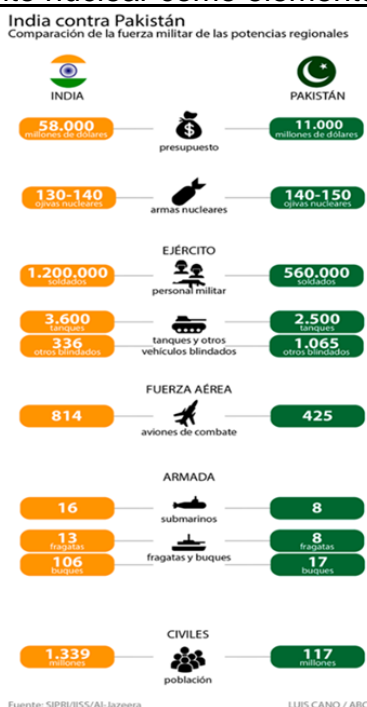 nuclear como elemento
India contra Pakistán
Comparación de la fuerza militar de las potencias regionales
INDIA PAKISTÁN
58.000 11.000
millones de dólares millones de dólares
presupuesto
130-140 140-150
ojivas nucleares ojivas nucleares
armas nucleares
EJÉRCITO
1.200.000 560.000
soldados soldados
personal militar
3.600 2.500
tanques tanques
tanques y otros
336 1.065
otros blindados otros blindados
vehículos blindados
FUERZA AÉREA
814 425
aviones de combate
ARMADA
16 8
submarinos
13 8
fragatas fragatas
fragatas y buques
106 17
buques buques
CIVILES
1.339 117
millones millones
población
Fuente: SIPRI/IISS/Al-Jazeera LUIS CANO / ABC